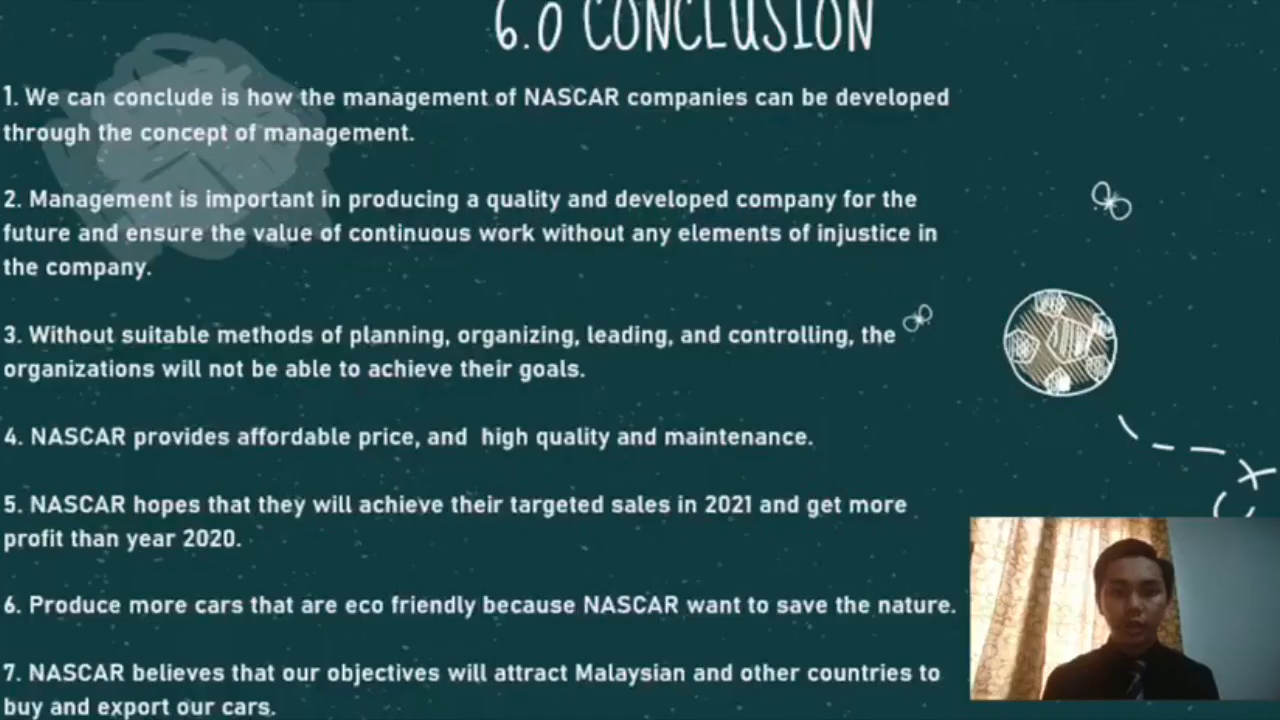 6.0 CONCLUSION
1. We can conclude is how the management of NASCAR companies can be developed
through the concept of management.
2. Management is important in producing a quality and developed company for the
future and ensure the value of continuous work without any elements of injustice in
the company.
3. Without suitable methods of planning, organizing, leading, and controlling, the
organizations will not be able to achieve their goals.
4. NASCAR provides affordable price, and  high quality and maintenance.
5. NASCAR hopes that they will achieve their targeted sales in 2021 and get more
profit than year 2020.
6. Produce more cars that are eco friendly because NASCAR want to save the nature.
7. NASCAR believes that our objectives will attract Malaysian and other countries to
buy and export our cars.